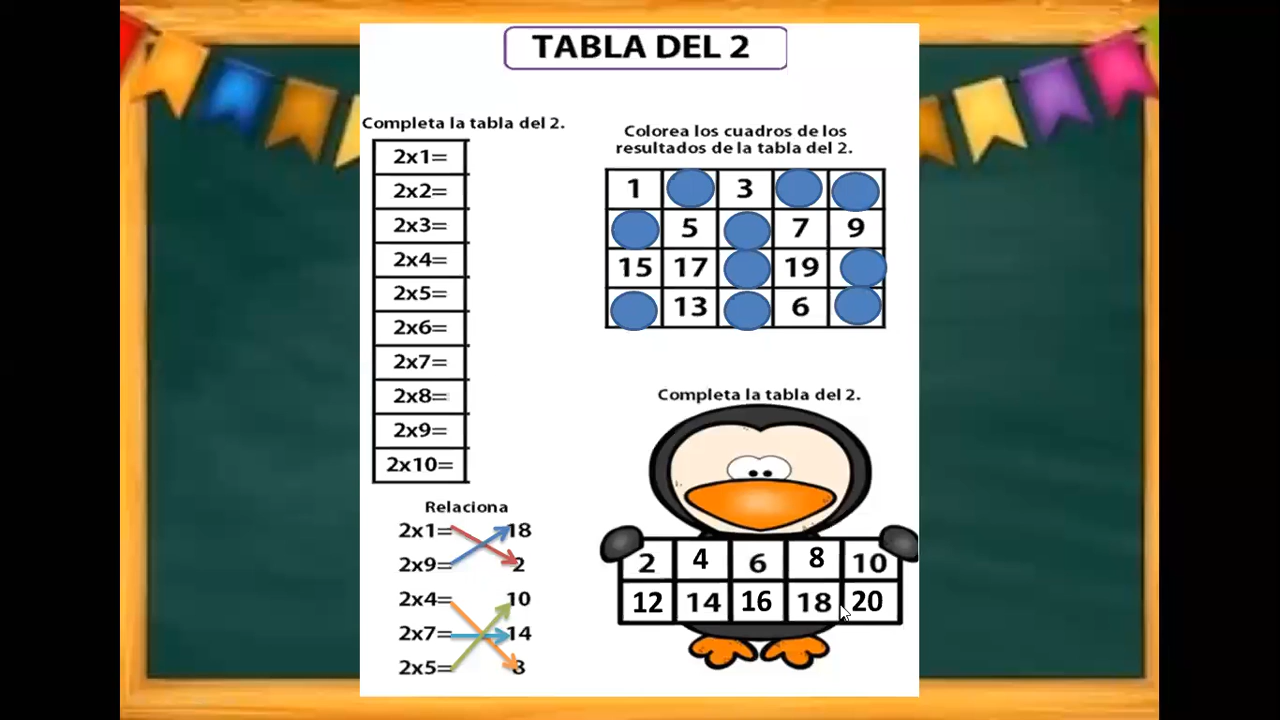 TABLA DEL 2
Completa la tabla del 2.
2x1=
2x2=
2x3=
2x4=
2x5=
2x6=
2x7=
2x8=
2x9=
2x10=
Colorea los cuadros de los
resultados de la tabla del 2.
1 3
5 7 9
15 17 19
13 6
Relaciona
2x1= 18
2x9= 2
2x4= 10
2x7= 14
2x5= 8
Completa la tabla del 2.
2 4 6 8 10
12 14 16 18 20